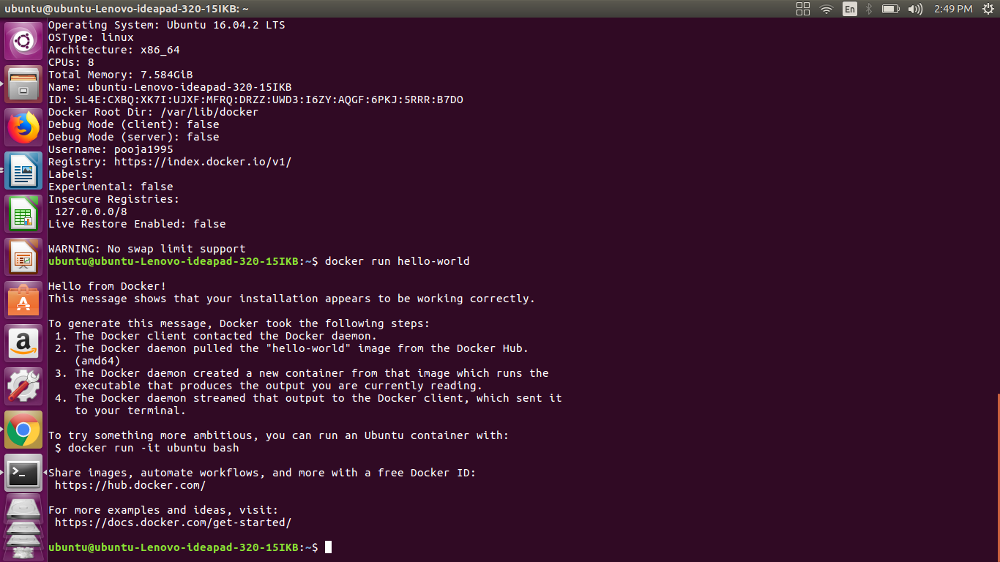 ubuntu@ubuntu-Lenovo-ideapad-320-15IKB: ~
En
2:49 PM
Operating System: Ubuntu 16.04.2 LTS
OSType: linux
Architecture: x86_64
CPUs: 8
Total Memory: 7.584GiB
Name: ubuntu-Lenovo-ideapad-320-15IKB
ID: SL4E:CXBQ:XK7I:UJXF:MFRQ:DRZZ:UWD3:I6ZY:AQGF:6PKJ:5RRR:B7DO
Docker Root Dir: /var/lib/docker
Debug Mode (client): false
Debug Mode (server): false
Username: pooja1995
Registry: https://index.docker.io/v1/
Labels:
Experimental: false
Insecure Registries:
 127.0.0.0/8
Live Restore Enabled: false
WARNING: No swap limit support
ubuntu@ubuntu-Lenovo-ideapad-320-15IKB:~$ docker run hello-world
Hello from Docker!
This message shows that your installation appears to be working correctly.
To generate this message, Docker took the following steps:
 1. The Docker client contacted the Docker daemon.
 2. The Docker daemon pulled the "hello-world" image from the Docker Hub.
    (amd64)
 3. The Docker daemon created a new container from that image which runs the
    executable that produces the output you are currently reading.
 4. The Docker daemon streamed that output to the Docker client, which sent it
    to your terminal.
To try something more ambitious, you can run an Ubuntu container with:
 $ docker run -it ubuntu bash
Share images, automate workflows, and more with a free Docker ID:
 https://hub.docker.com/
For more examples and ideas, visit:
 https://docs.docker.com/get-started/
ubuntu@ubuntu-Lenovo-ideapad-320-15IKB:~$